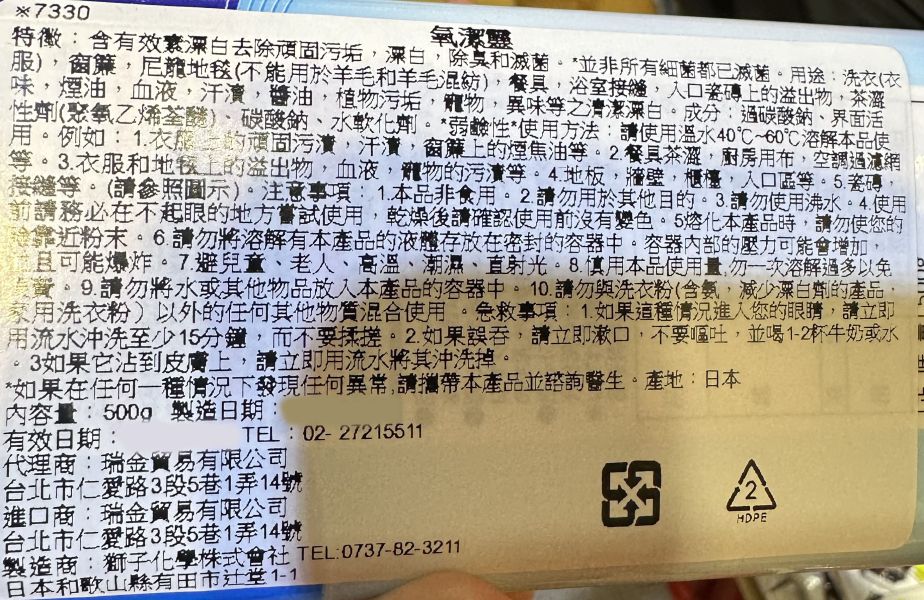 ※7330
氧潔靈
特徵：含有效素漂白去除頑固污垢，漂白，除臭和滅菌。*並非所有細菌都已滅菌。用途：洗衣(衣
服)，窗簾，尼龍地毯(不能用於羊毛和羊毛混紡)，餐具，浴室接縫，入口瓷磚上的溢出物，茶澀
味，煙油，血液，汗漬，醬油，植物污垢，寵物，異味等之清潔漂白。成分：過碳酸鈉、界面活
性劑(聚氧乙烯荃醚)、碳酸鈉、水軟化劑。*弱鹼性*使用方法：請使用溫水40℃~60℃溶解本品使
用。例如：1.衣服上的頑固污漬，汗漬，窗簾上的煙焦油等。2.餐具茶澀，廚房用布，空調過濾網
等。3.衣服和地毯上的溢出物，血液，寵物的污漬等。4.地板，牆壁，櫃檯，入口區等。5.瓷磚，
接縫等。(請參照圖示)。注意事項：1.本品非食用。2.請勿用於其他目的。3.請勿使用沸水。4.使用
前請務必在不起眼的地方嘗試使用，乾燥後請確認使用前沒有變色。5熔化本產品時，請勿使您的
臉靠近粉末。6.請勿將溶解有本產品的液體存放在密封的容器中。容器內部的壓力可能會增加，
並且可能爆炸。7.避兒童、老人、高溫、潮濕、直射光。8.慎用本品使用量,勿一次溶解過多以免
浪費。9.請勿將水或其他物品放入本產品的容器中。10.請勿與洗衣粉(含氨，減少漂白劑的產品，
家用洗衣粉）以外的任何其他物質混合使用。急救事項：1.如果這種情況進入您的眼睛，請立即
用流水沖洗至少15分鐘，而不要揉搓。2.如果誤吞，請立即漱口，不要嘔吐，並喝1-2杯牛奶或水
。3如果它沾到皮膚上，請立即用流水將其沖洗掉。
*如果在任何一種情況下發現任何異常,請攜帶本產品並諮詢醫生。產地：日本
內容量：500g 製造日期：
有效日期： TEL：02- 27215511
代理商：瑞金貿易有限公司
台北市仁愛路3段5巷1弄14號
進口商：瑞金貿易有限公司
台北市仁愛路3段5巷1弄14號
製造商：獅子化學株式會社 TEL:0737-82-3211
日本和歌山縣有田市辻堂1-1
2
HDPE